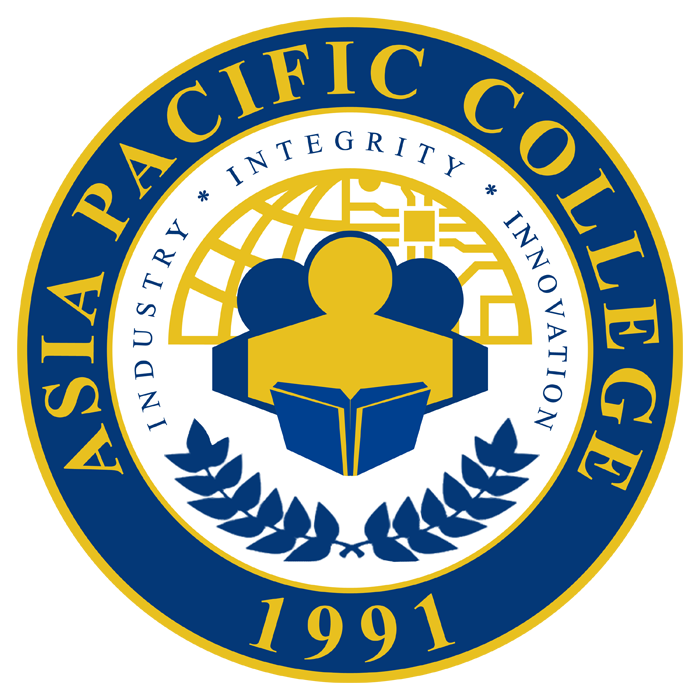 ASIA PACIFIC COLLEGE
INDUSTRY * INTEGRITY * INNOVATION
1991